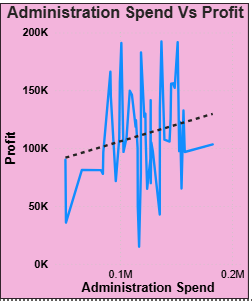 Administration Spend Vs Profit
200K
150K
100K
50K
0K
Profit
0.1M
0.2M
Administration Spend